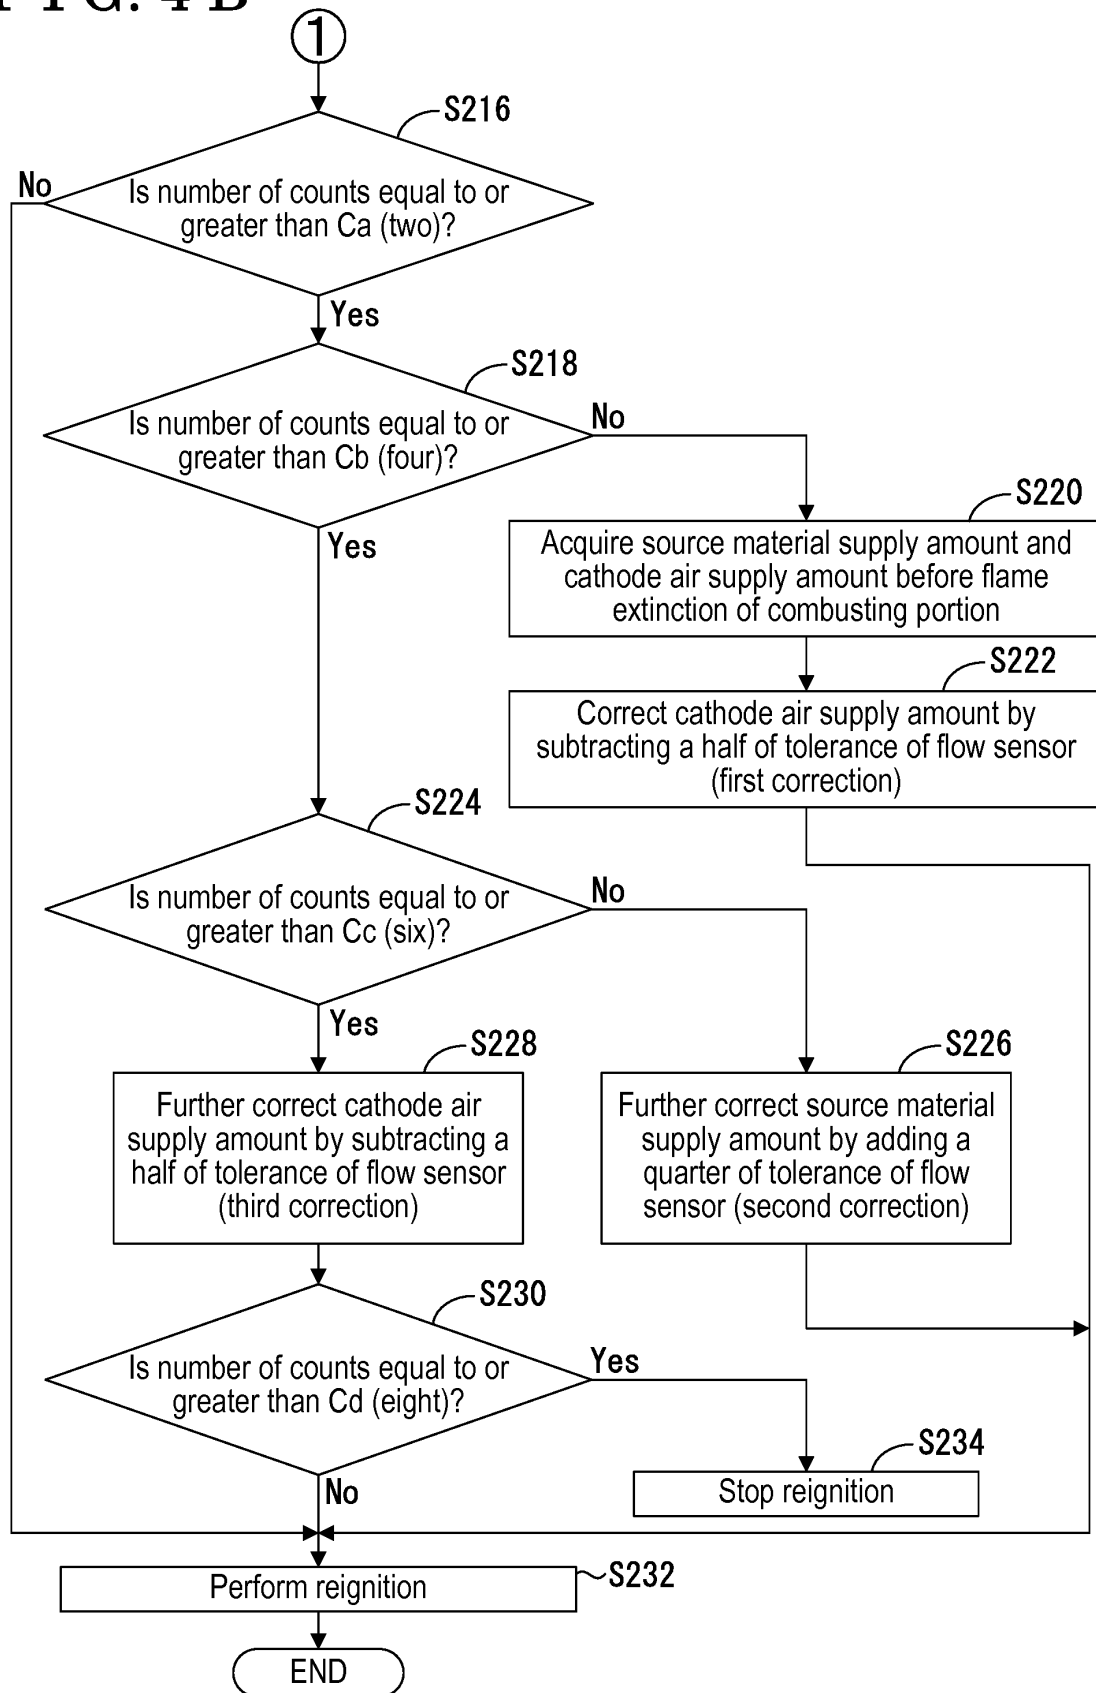 FIG. 4B
1
S216
No
Is number of counts equal to or
greater than Ca (two)?
Yes
S218
No
Is number of counts equal to or
greater than Cb (four)?
Yes
S220
Acquire source material supply amount and
cathode air supply amount before flame
extinction of combusting portion
S222
Correct cathode air supply amount by
subtracting a half of tolerance of flow sensor
(first correction)
S224
No
Is number of counts equal to or
greater than Cc (six)?
Yes
S228
Further correct cathode air
supply amount by subtracting a
half of tolerance of flow sensor
(third correction)
S226
Further correct source material
supply amount by adding a
quarter of tolerance of flow
sensor (second correction)
S230
Yes
Is number of counts equal to or
greater than Cd (eight)?
No
S234
Stop reignition
S232
Perform reignition
END